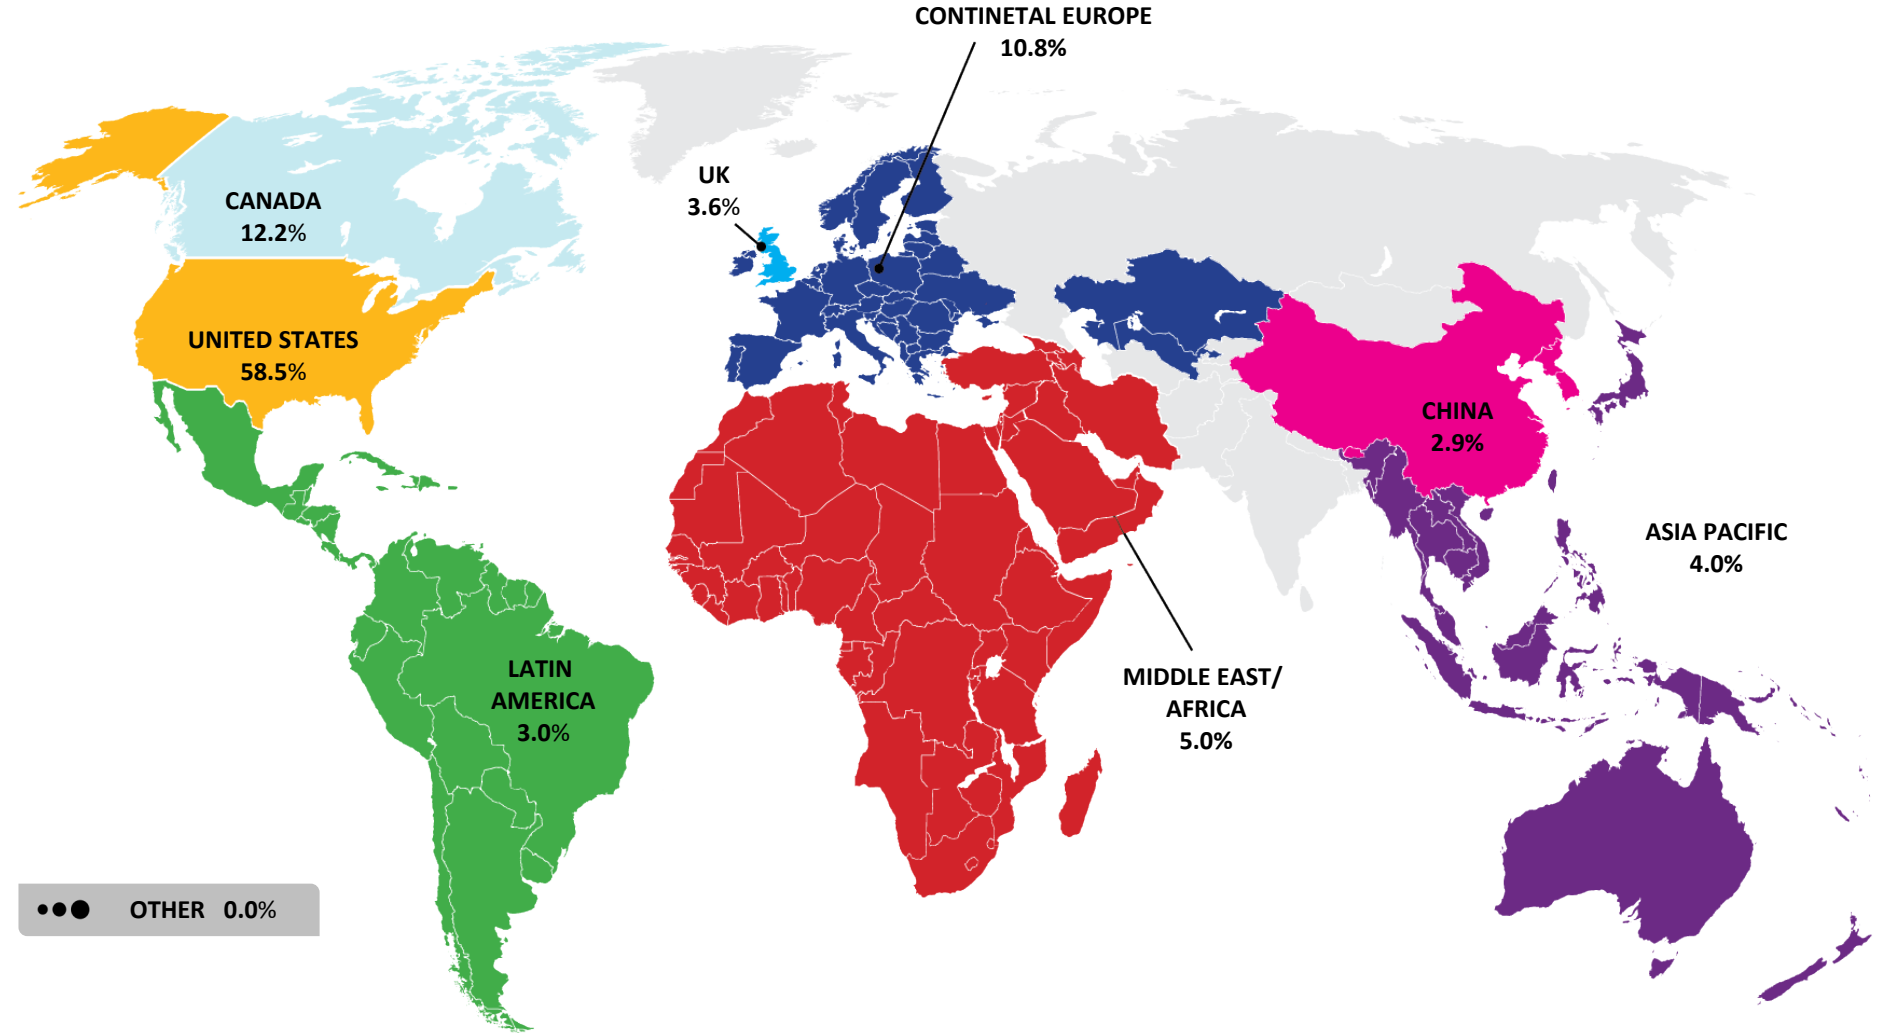 CONTINETAL EUROPE
10.8%
UK
3.6%
CANADA
12.2%
UNITED STATES
58.5%
CHINA
2.9%
ASIA PACIFIC
4.0%
LATIN
AMERICA
3.0%
MIDDLE EAST/
AFRICA
5.0%
OTHER 0.0%